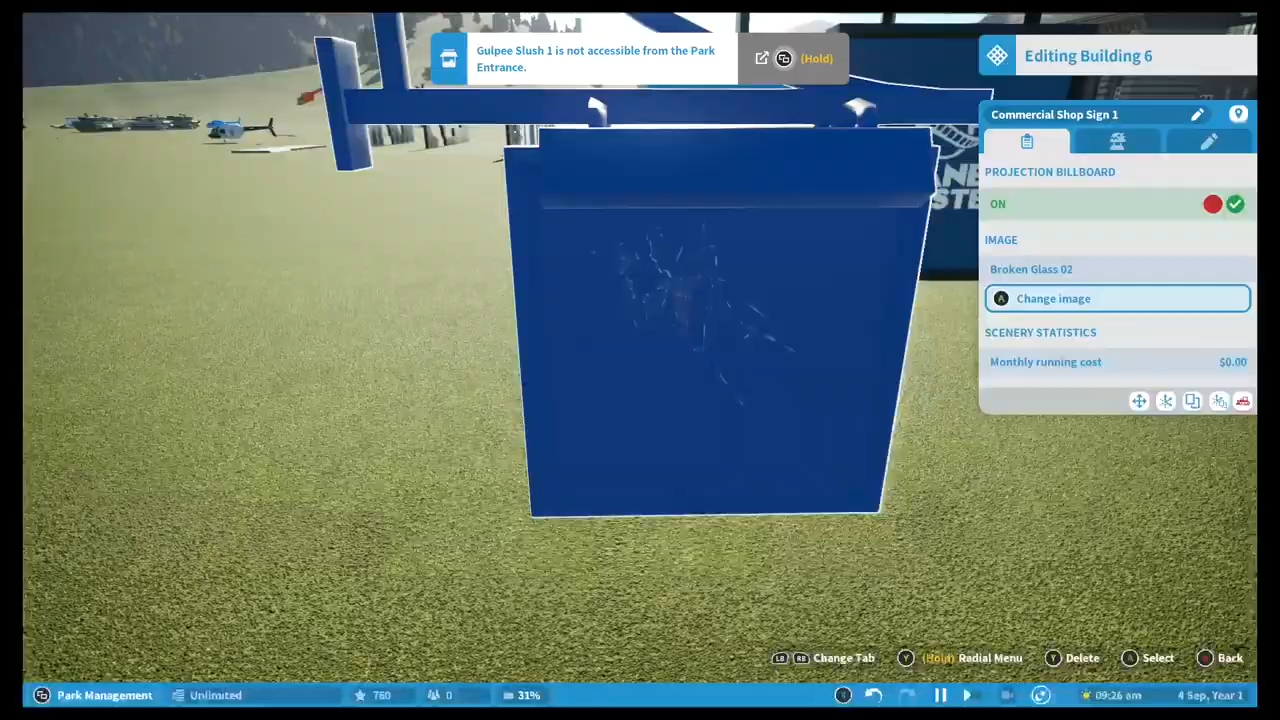 Gulpee Slush 1 is not accessible from the Park
Entrance.
(Hold)
Editing Building 6
Commercial Shop Sign 1
PROJECTION BILLBOARD
ON
IMAGE
Broken Glass 02
A Change image
SCENERY STATISTICS
Monthly running cost $0.00
LB RB Change Tab Y (Hold) Radial Menu Y Delete A Select Back
Park Management Unlimited 760 0 31% 09:26 am 4 Sep, Year 1